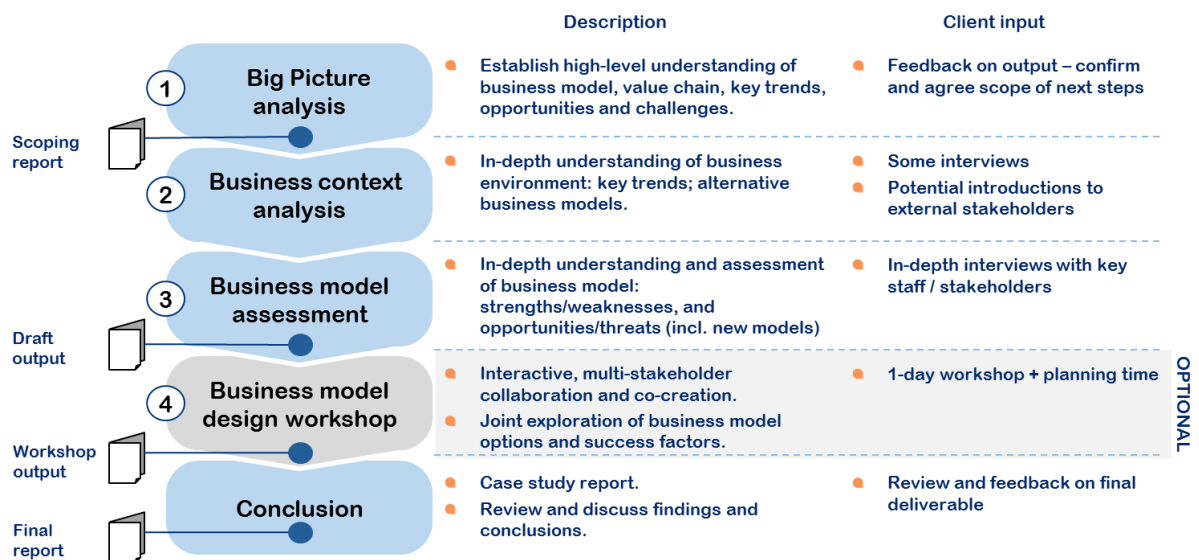 Description
Client input
1
Big Picture
analysis
Establish high-level understanding of
business model, value chain, key trends,
opportunities and challenges.
Feedback on output – confirm
and agree scope of next steps
Scoping
report
2
Business context
analysis
In-depth understanding of business
environment: key trends; alternative
business models.
Some interviews
Potential introductions to
external stakeholders
3
Business model
assessment
In-depth understanding and assessment
of business model:
strengths/weaknesses, and
opportunities/threats (incl. new models)
In-depth interviews with key
staff / stakeholders
Draft
output
4
Business model
design workshop
Interactive, multi-stakeholder
collaboration and co-creation.
Joint exploration of business model
options and success factors.
1-day workshop + planning time
OPTIONAL
Workshop
output
Conclusion
Case study report.
Review and discuss findings and
conclusions.
Review and feedback on final
deliverable
Final
report